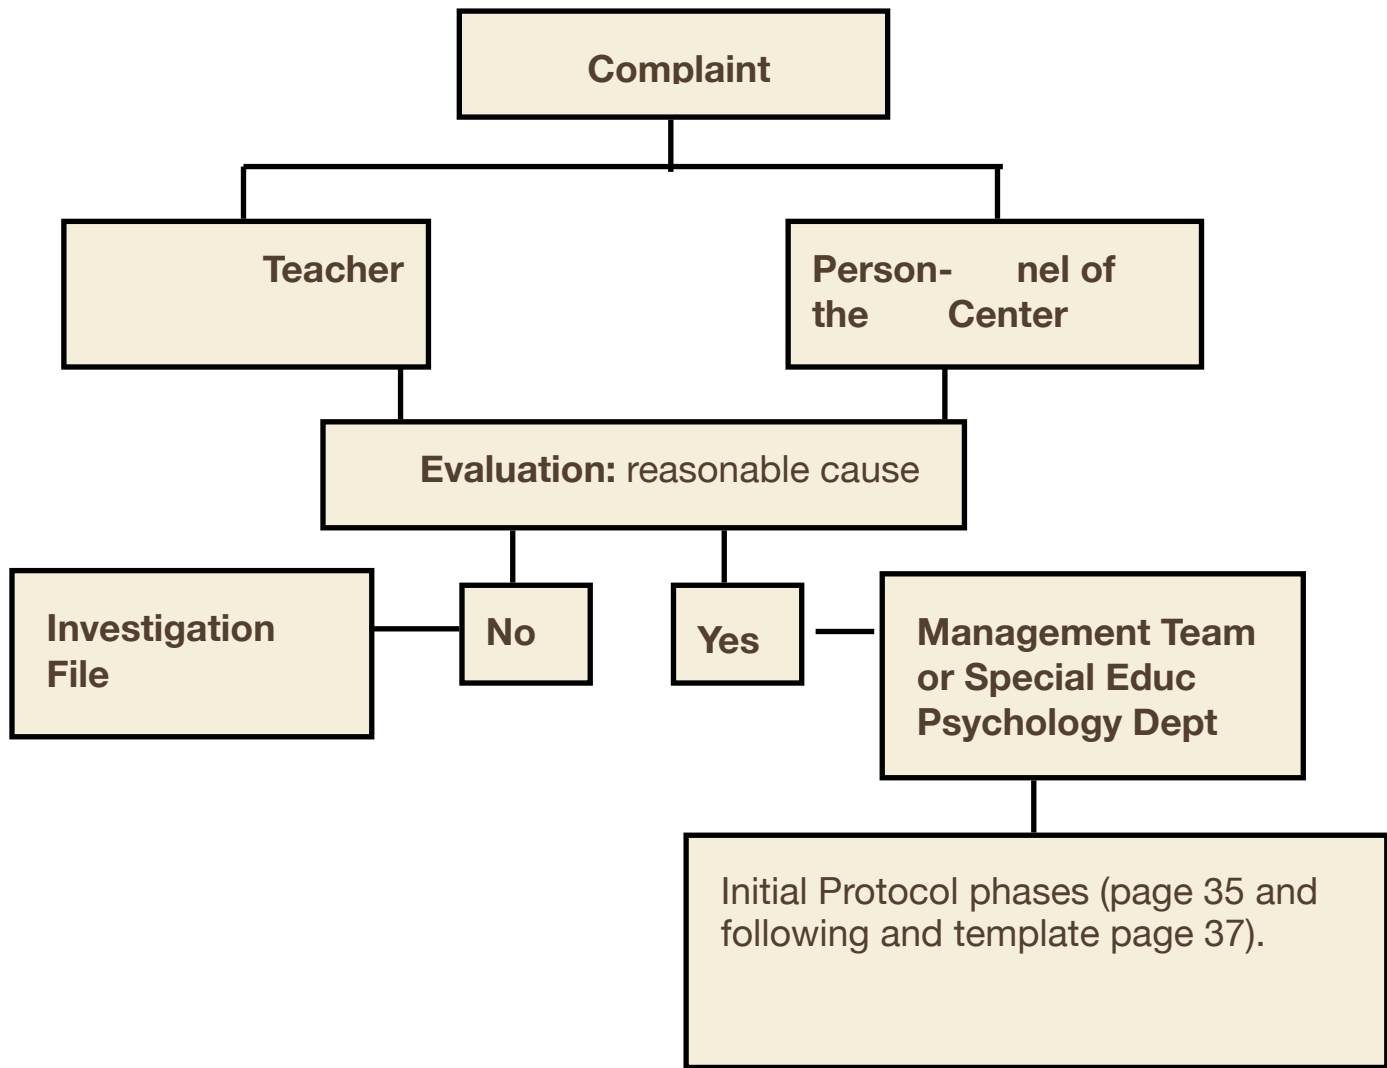 Complaint
Teacher
Person- nel of
the Center
Evaluation: reasonable cause
Investigation
File
No
Yes
Management Team
or Special Educ
Psychology Dept
Initial Protocol phases (page 35 and
following and template page 37).